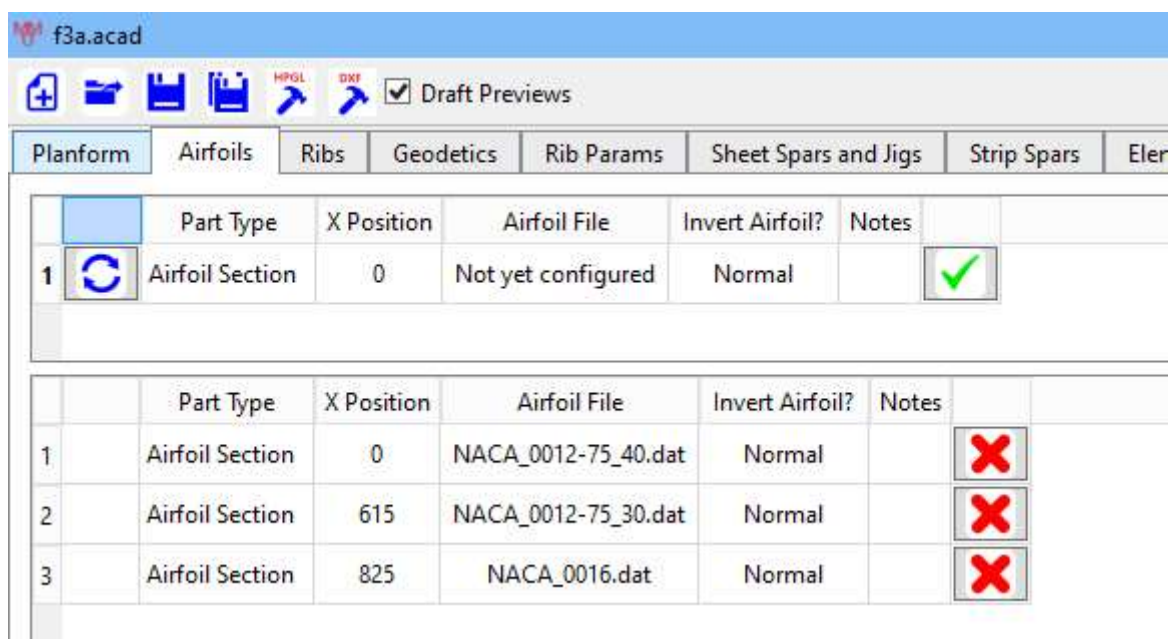 f3a.acad
HPGL DXF Draft Previews
Planform Airfoils Ribs Geodetics Rib Params Sheet Spars and Jigs Strip Spars Eler
Part Type X Position Airfoil File Invert Airfoil? Notes
1 Airfoil Section 0 Not yet configured Normal
Part Type X Position Airfoil File Invert Airfoil? Notes
1 Airfoil Section 0 NACA_0012-75_40.dat Normal
2 Airfoil Section 615 NACA_0012-75_30.dat Normal
3 Airfoil Section 825 NACA_0016.dat Normal